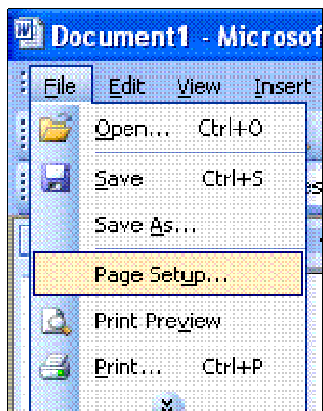 Document1 - Microsof
File Edit View Insert
Open... Ctrl+O
Save Ctrl+S
Save As...
Page Setup...
Print Preview
Print... Ctrl+P